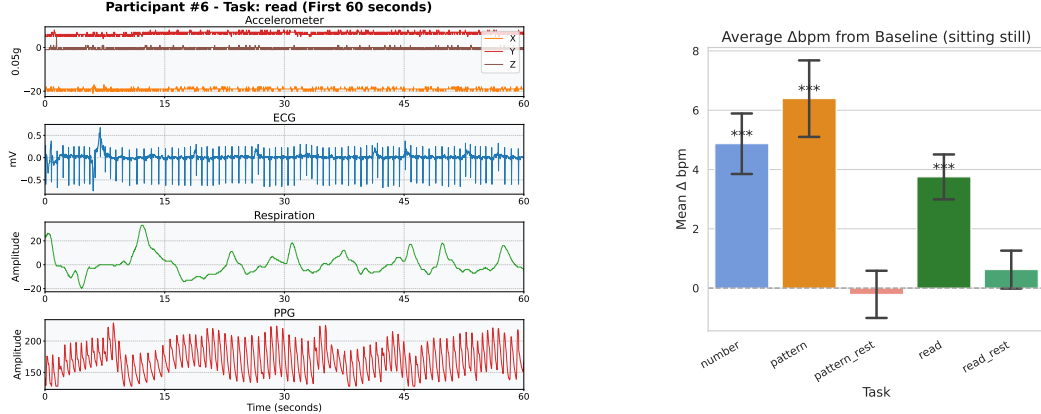 Participant #6 - Task: read (First 60 seconds)
Accelerometer
0.05g
0
−20
X
Y
Z
0 15 30 45 60
ECG
mV
0.5
0.0
−0.5
0 15 30 45 60
Respiration
Amplitude
20
0
−20
0 15 30 45 60
PPG
Amplitude
200
150
0 15 30 45 60
Time (seconds)
Average Δbpm from Baseline (sitting still)
Mean Δ bpm
8
6
4
2
0
***
***
***
number
pattern
pattern_rest
read
read_rest
Task